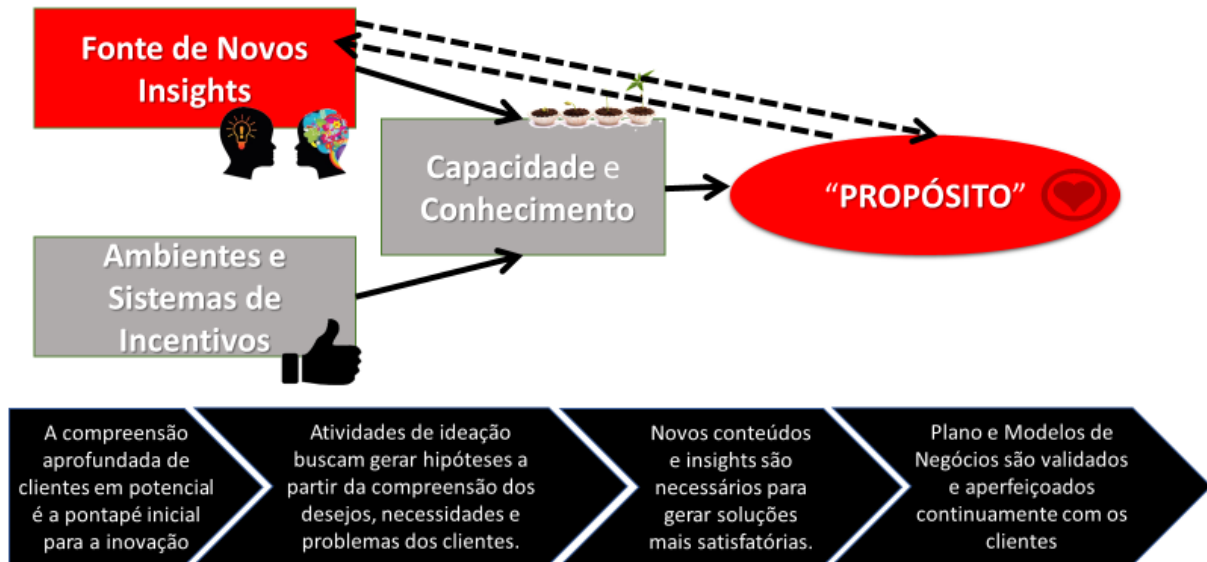 Fonte de Novos
Insights
Capacidade e
Conhecimento
“PROPÓSITO”
Ambientes e
Sistemas de
Incentivos
A compreensão
aprofundada de
clientes em potencial
é a pontapé inicial
para a inovação
Atividades de ideação
buscam gerar hipóteses a
partir da compreensão dos
desejos, necessidades e
problemas dos clientes.
Novos conteúdos
e insights são
necessários para
gerar soluções
mais satisfatórias.
Plano e Modelos de
Negócios são validados
e aperfeiçoados
continuamente com os
clientes